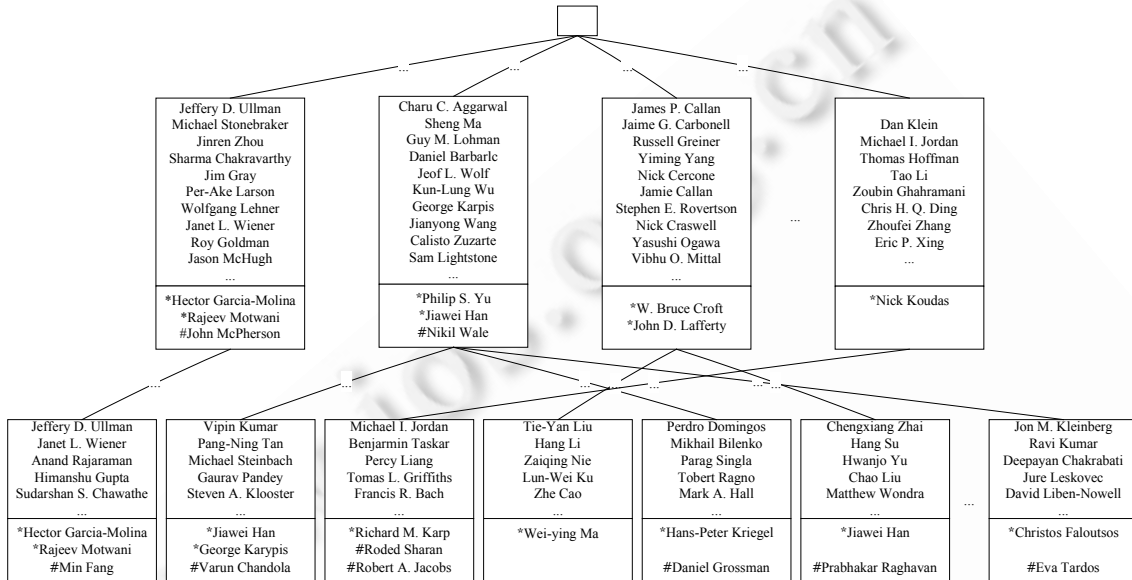 ...
...
...
...
Jeffery D. Ullman
Michael Stonebraker
Jinren Zhou
Sharma Chakravarthy
Jim Gray
Per-Ake Larson
Wolfgang Lehner
Janet L. Wiener
Roy Goldman
Jason McHugh
...
*Hector Garcia-Molina
*Rajeev Motwani
#John McPherson
Charu C. Aggarwal
Sheng Ma
Guy M. Lohman
Daniel Barbarlc
Jeof L. Wolf
Kun-Lung Wu
George Karpis
Jianyong Wang
Calisto Zuzarte
Sam Lightstone
...
*Philip S. Yu
*Jiawei Han
#Nikil Wale
James P. Callan
Jaime G. Carbonell
Russell Greiner
Yiming Yang
Nick Cercone
Jamie Callan
Stephen E. Rovertson
Nick Craswell
Yasushi Ogawa
Vibhu O. Mittal
...
*W. Bruce Croft
*John D. Lafferty
...
Dan Klein
Michael I. Jordan
Thomas Hoffman
Tao Li
Zoubin Ghahramani
Chris H. Q. Ding
Zhoufei Zhang
Eric P. Xing
...
*Nick Koudas
...
...
...
...
...
...
...
Jeffery D. Ullman
Janet L. Wiener
Anand Rajaraman
Himanshu Gupta
Sudarshan S. Chawathe
...
*Hector Garcia-Molina
*Rajeev Motwani
#Min Fang
Vipin Kumar
Pang-Ning Tan
Michael Steinbach
Gaurav Pandey
Steven A. Klooster
...
*Jiawei Han
*George Karypis
#Varun Chandola
Michael I. Jordan
Benjarmin Taskar
Percy Liang
Tomas L. Griffiths
Francis R. Bach
...
*Richard M. Karp
#Roded Sharan
#Robert A. Jacobs
Tie-Yan Liu
Hang Li
Zaiqing Nie
Lun-Wei Ku
Zhe Cao
...
*Wei-ying Ma
Perdro Domingos
Mikhail Bilenko
Parag Singla
Tobert Ragno
Mark A. Hall
...
*Hans-Peter Kriegel
#Daniel Grossman
Chengxiang Zhai
Hang Su
Hwanjo Yu
Chao Liu
Matthew Wondra
...
*Jiawei Han
#Prabhakar Raghavan
...
Jon M. Kleinberg
Ravi Kumar
Deepayan Chakrabati
Jure Leskovec
David Liben-Nowell
...
*Christos Faloutsos
#Eva Tardos